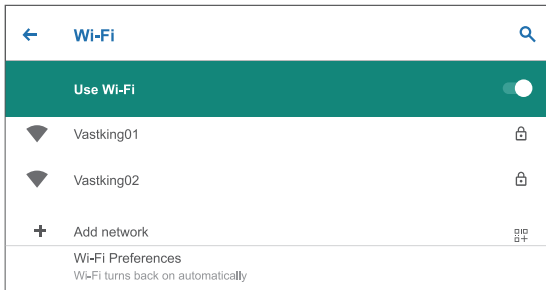 Wi-Fi
Use Wi-Fi
Vastking01
Vastking02
Add network
Wi-Fi Preferences
Wi-Fi turns back on automatically